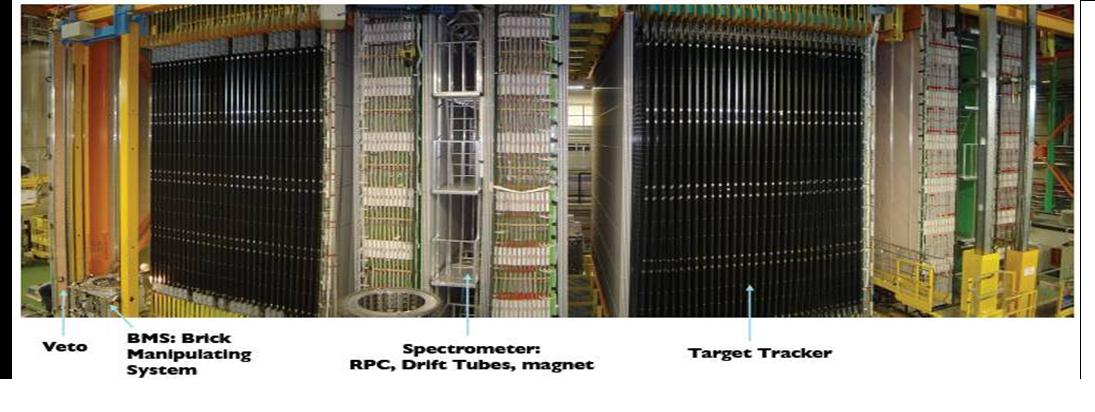 Veto
BMS: Brick
Manipulating
System
Spectrometer:
RPC, Drift Tubes, magnet
Target Tracker